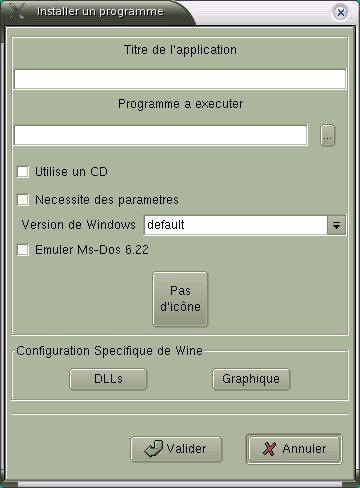 Installer un programme
Titre de l'application
Programme a executer
...
Utilise un CD
Necessite des parametres
Version de Windows default
Emuler Ms-Dos 6.22
Pas
d'icône
Configuration Specifique de Wine
DLLs Graphique
Valider Annuler